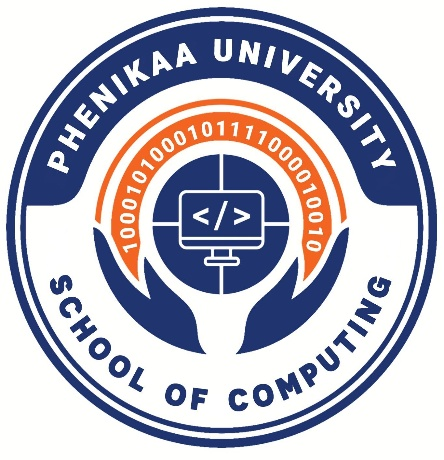 PHENIKAA UNIVERSITY
1000101000101111000010010
</>
SCHOOL OF COMPUTING